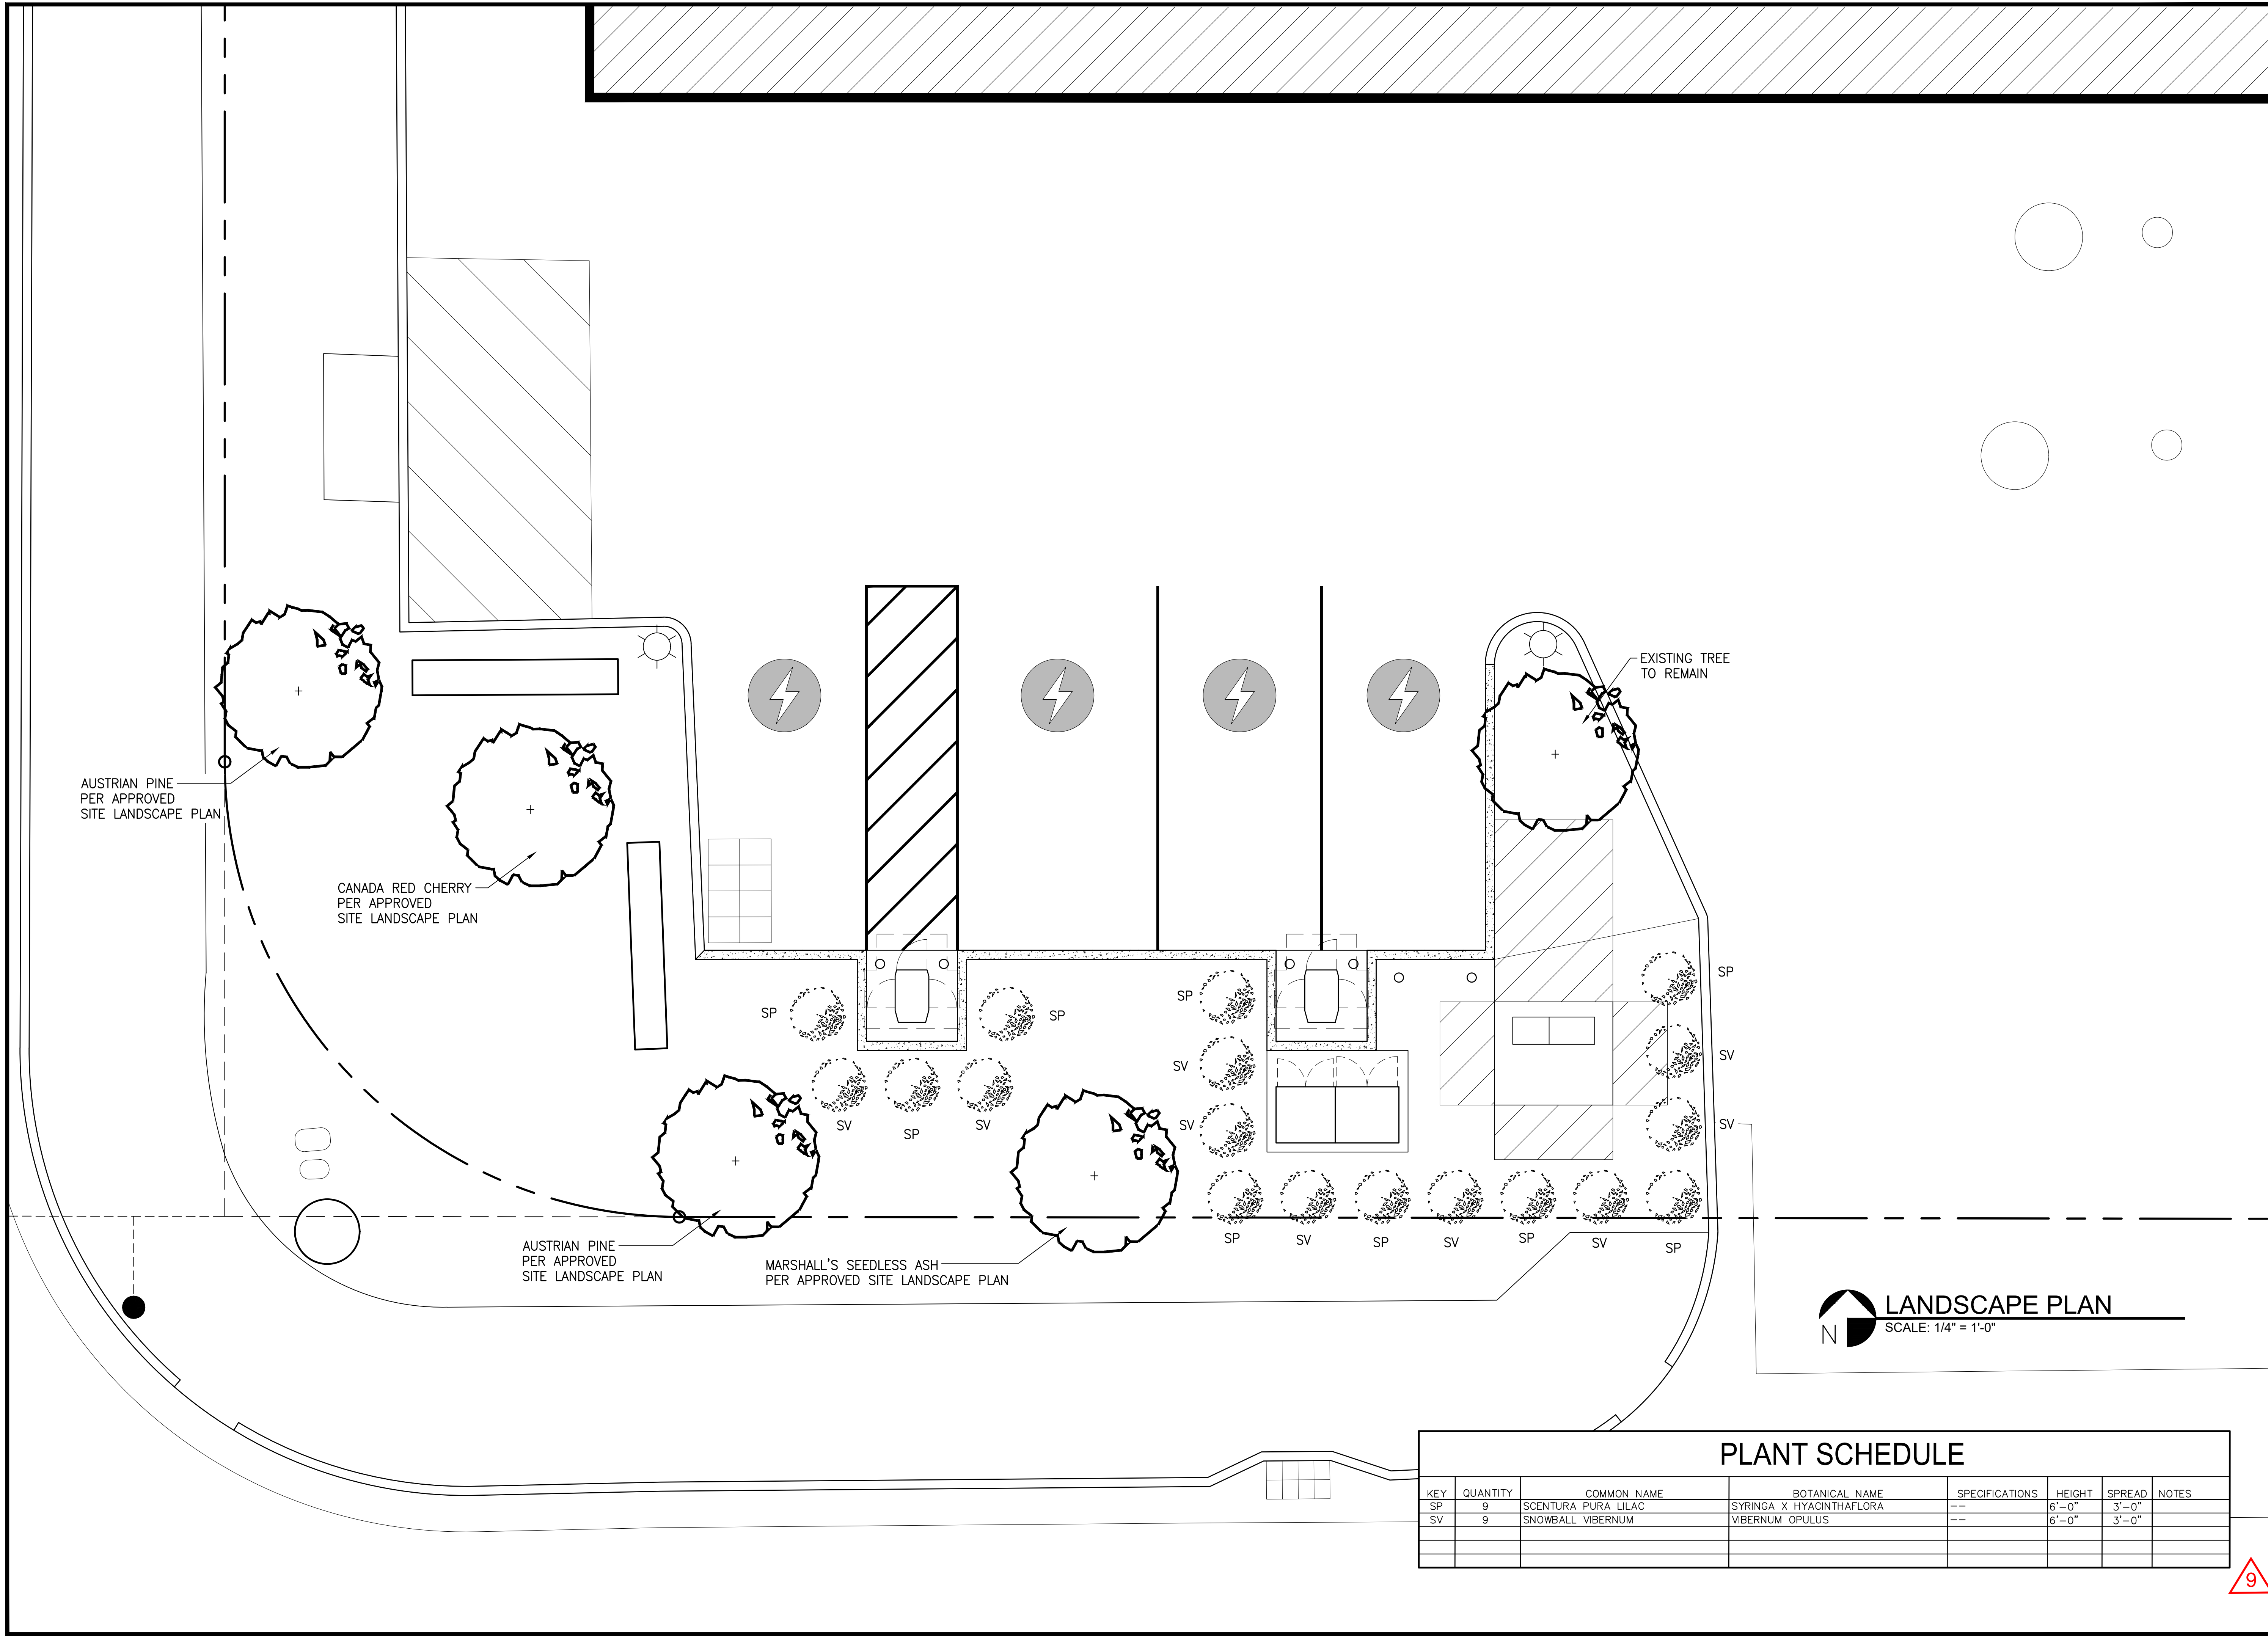 EXISTING TREE
TO REMAIN
AUSTRIAN PINE
PER APPROVED
SITE LANDSCAPE PLAN
CANADA RED CHERRY
PER APPROVED
SITE LANDSCAPE PLAN
SP
SP
SP
SP
SV
SV
SV
SP
SV
SV
SV
SP
SV
SP
SV
SP
SV
SP
AUSTRIAN PINE
PER APPROVED
SITE LANDSCAPE PLAN
MARSHALL'S SEEDLESS ASH
PER APPROVED SITE LANDSCAPE PLAN
N
LANDSCAPE PLAN
SCALE: 1/4" = 1'-0"
PLANT SCHEDULE
KEY QUANTITY COMMON NAME BOTANICAL NAME SPECIFICATIONS HEIGHT SPREAD NOTES
SP 9 SCENTURA PURA LILAC SYRINGA X HYACINTHAFLORA -- 6'-0" 3'-0"
SV 9 SNOWBALL VIBERNUM VIBERNUM OPULUS -- 6'-0" 3'-0"
9